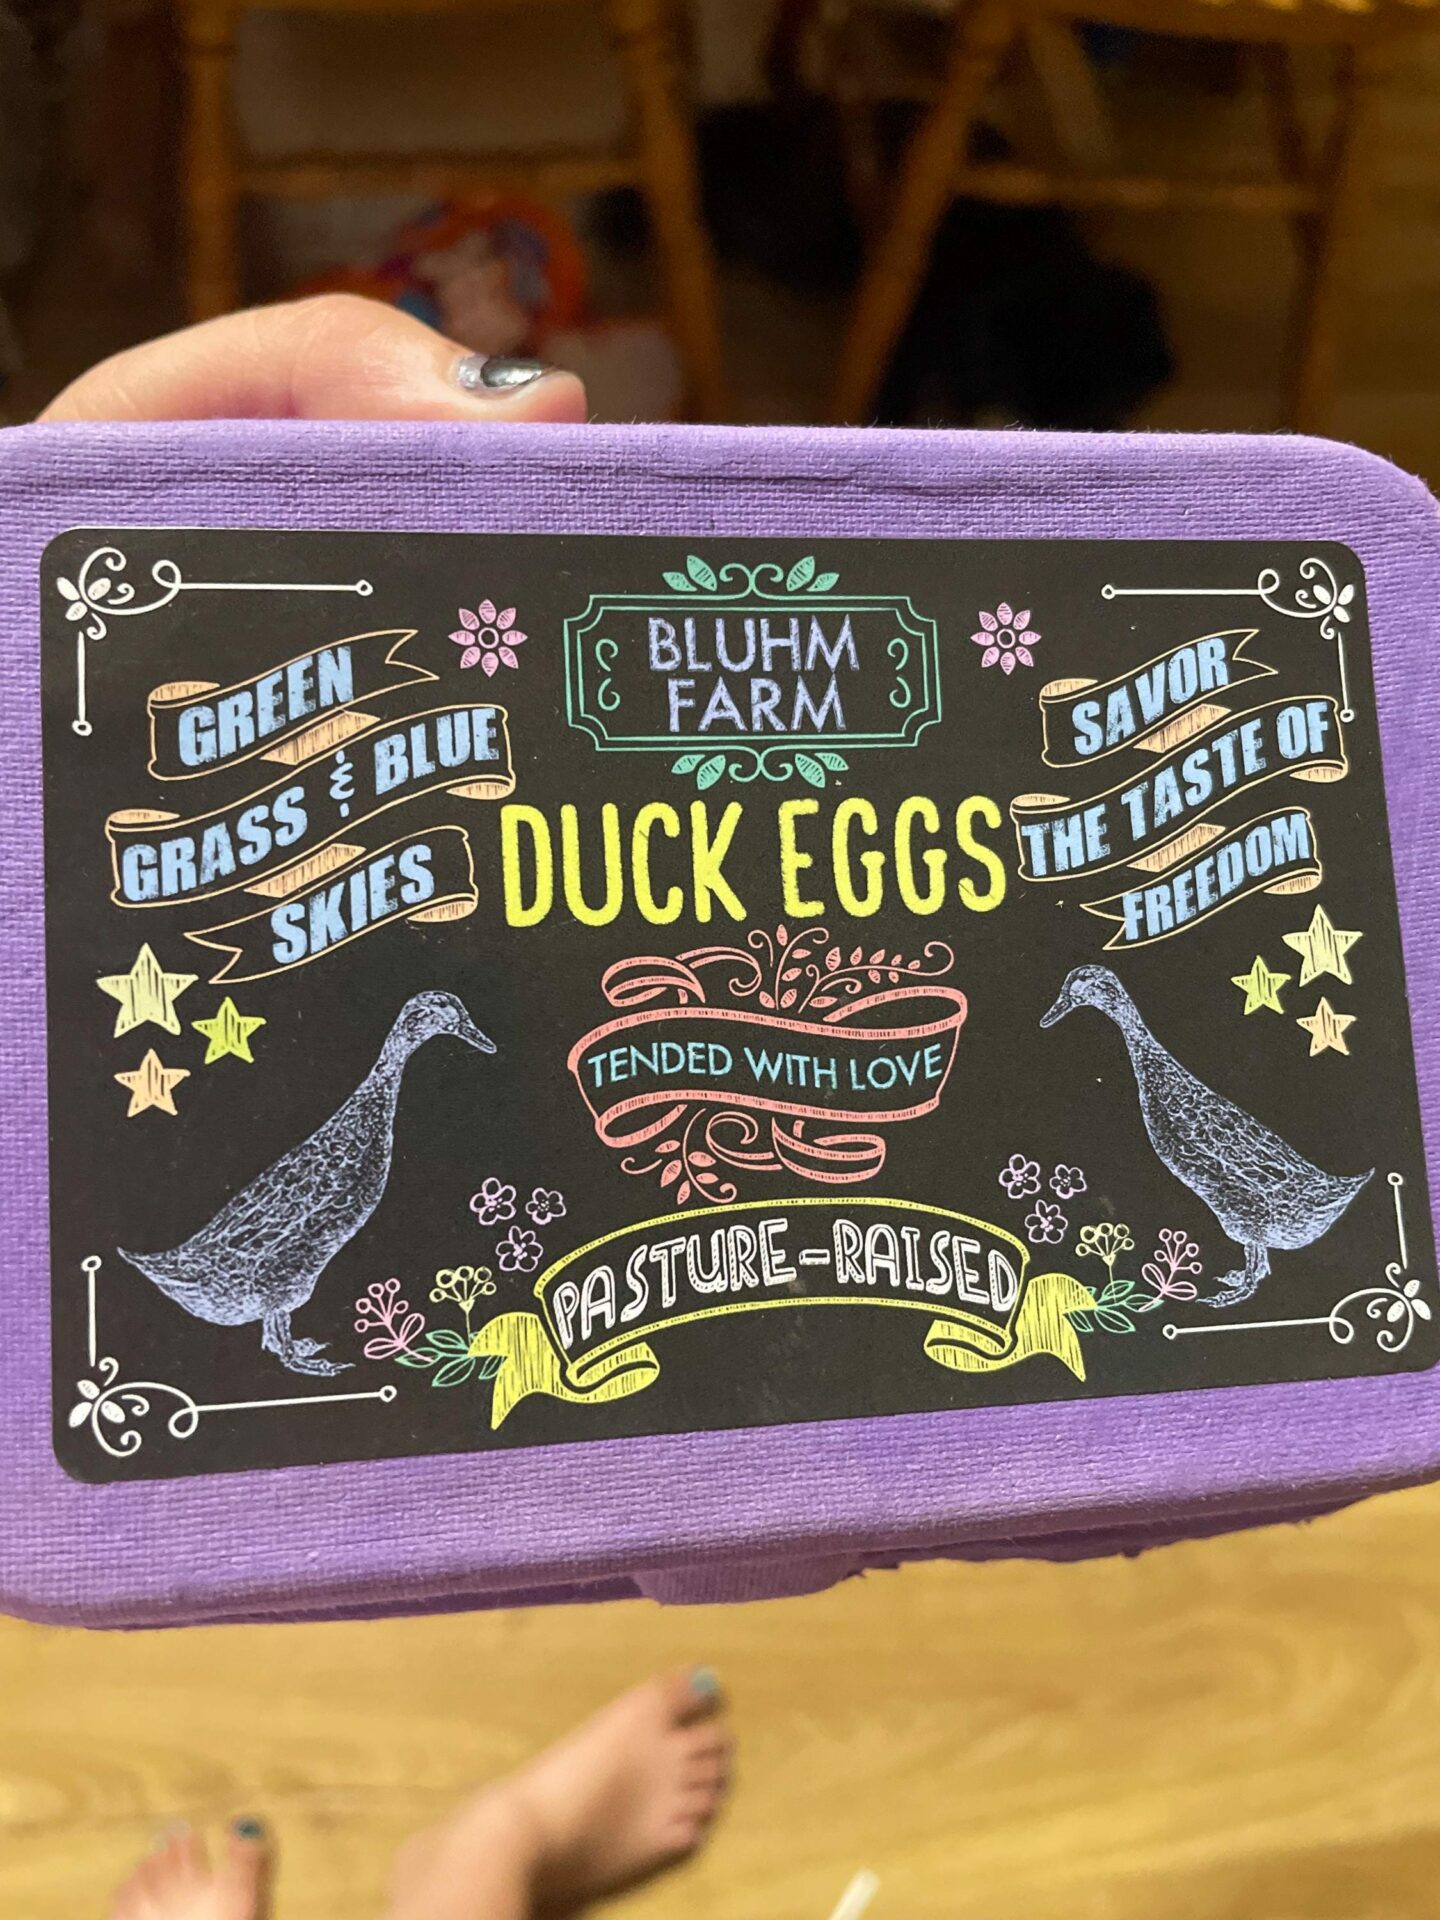 BLUHM
FARM
GREEN
GRASS & BLUE
SKIES
SAVOR
THE TASTE OF
FREEDOM
DUCK EGGS
TENDED WITH LOVE
PASTURE-RAISED